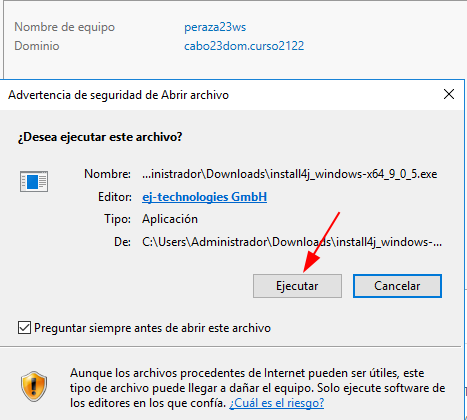 Nombre de equipo peraza23ws
Dominio cabo23dom.curso2122
Advertencia de seguridad de Abrir archivo
¿Desea ejecutar este archivo?
Nombre: ...inistrador\Downloads\install4j_windows-x64_9_0_5.exe
Editor: ej-technologies GmbH
Tipo: Aplicación
De: C:\Users\Administrador\Downloads\install4j_windows-...
Ejecutar Cancelar
Preguntar siempre antes de abrir este archivo
Aunque los archivos procedentes de Internet pueden ser útiles, este
tipo de archivo puede llegar a dañar el equipo. Solo ejecute software de
los editores en los que confía. ¿Cuál es el riesgo?